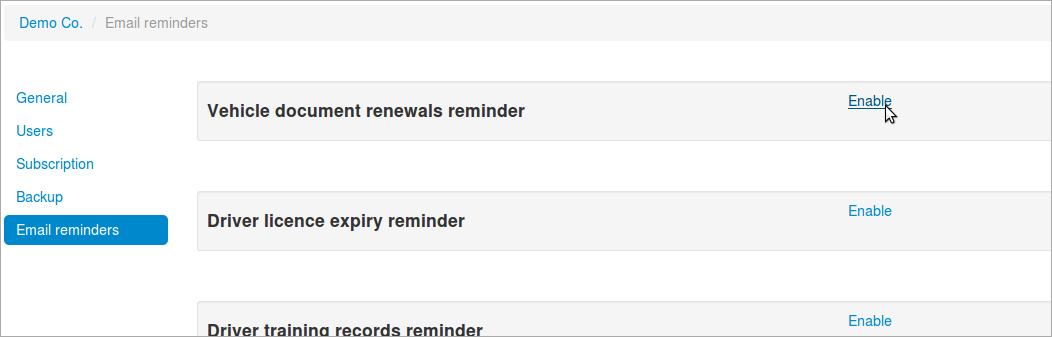 Demo Co. / Email reminders
General
Users
Subscription
Backup
Email reminders
Vehicle document renewals reminder Enable
Driver licence expiry reminder Enable
Driver training records reminder Enable